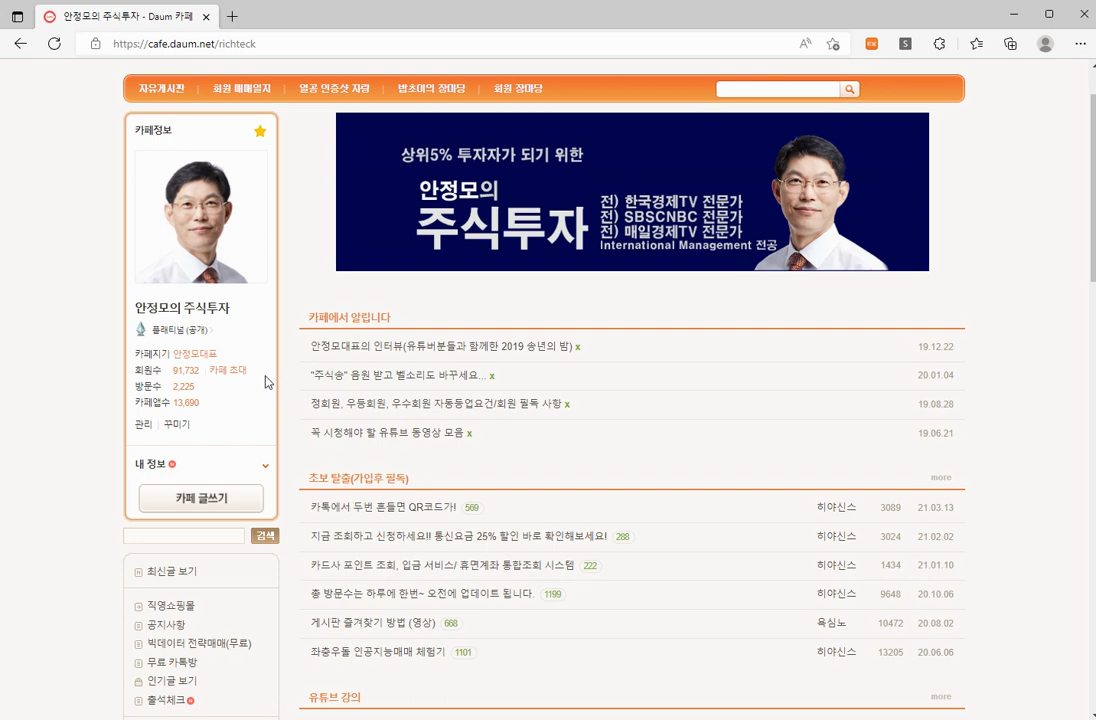 안정모의 주식투자 - Daum 카페
https://cafe.daum.net/richteck
자유게시판 회원 매매일지 열공 인증샷 자랑 밥초이의 장마당 회원 장마당
카페정보
상위5% 투자자가 되기 위한
안정모의
주식투자
전) 한국경제TV 전문가
전) SBSCNBC 전문가
전) 매일경제TV 전문가
International Management 전공
안정모의 주식투자
플래티넘 (공개)
카페지기 안정모대표
회원수 91,732 카페 초대
방문수 2,225
카페앱수 13,690
관리 꾸미기
내 정보
카페 글쓰기
검색
최신글 보기
직영쇼핑몰
공지사항
빅데이터 전략매매(무료)
무료 카톡방
인기글 보기
출석체크
카페에서 알립니다
안정모대표의 인터뷰(유튜버분들과 함께한 2019 송년의 밤) x 19.12.22
"주식송" 음원 받고 벨소리도 바꾸세요... x 20.01.04
정회원, 우등회원, 우수회원 자동등업요건/회원 필독 사항 x 19.08.28
꼭 시청해야 할 유튜브 동영상 모음 x 19.06.21
초보 탈출(가입후 필독) more
카톡에서 두번 흔들면 QR코드가! 569 히야신스 3089 21.03.13
지금 조회하고 신청하세요!! 통신요금 25% 할인 바로 확인해보세요! 288 히야신스 3024 21.02.02
카드사 포인트 조회, 입금 서비스/ 휴면계좌 통합조회 시스템 222 히야신스 1434 21.01.10
총 방문수는 하루에 한번~ 오전에 업데이트 됩니다. 1199 히야신스 9648 20.10.06
게시판 즐겨찾기 방법 (영상) 668 욕심노 10472 20.08.02
좌충우돌 인공지능매매 체험기 1101 히야신스 13205 20.06.06
유튜브 강의 more